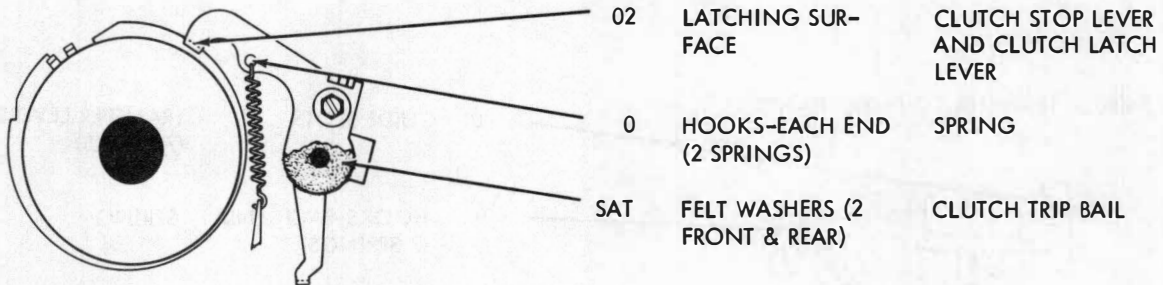 02 LATCHING SUR- CLUTCH STOP LEVER
FACE AND CLUTCH LATCH
LEVER
0 HOOKS-EACH END SPRING
(2 SPRINGS)
SAT FELT WASHERS (2 CLUTCH TRIP BAIL
FRONT & REAR)